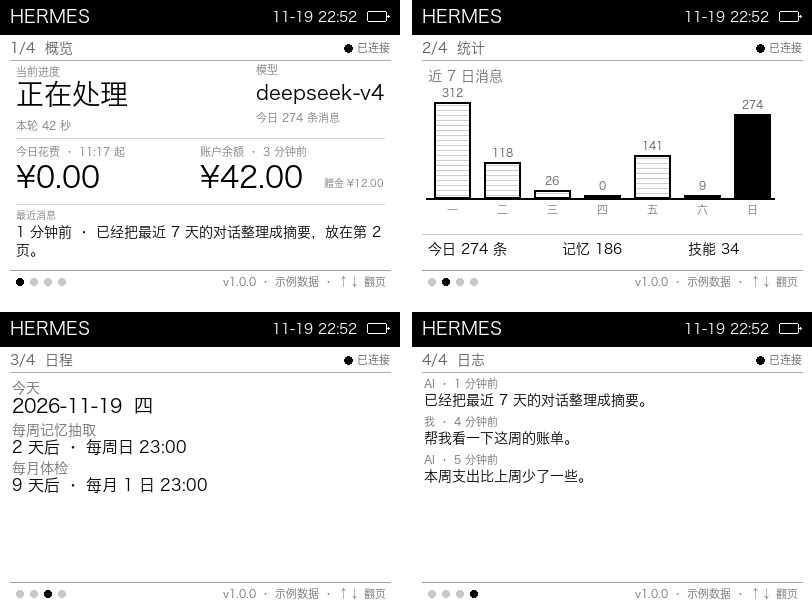 HERMES 11-19 22:52
1/4 概览 已连接
当前进度 模型
正在处理 deepseek-v4
本轮 42 秒 今日 274 条消息
今日花费 · 11:17 起 账户余额 · 3 分钟前
¥0.00 ¥42.00 赠金 ¥12.00
最近消息
1 分钟前 · 已经把最近 7 天的对话整理成摘要，放在第 2
页。
v1.0.0 · 示例数据 · ↑↓ 翻页
HERMES 11-19 22:52
2/4 统计 已连接
近 7 日消息
312 118 26 0 141 9 274
一 二 三 四 五 六 日
今日 274 条 记忆 186 技能 34
v1.0.0 · 示例数据 · ↑↓ 翻页
HERMES 11-19 22:52
3/4 日程 已连接
今天
2026-11-19 四
每周记忆抽取
2 天后 · 每周日 23:00
每月体检
9 天后 · 每月 1 日 23:00
v1.0.0 · 示例数据 · ↑↓ 翻页
HERMES 11-19 22:52
4/4 日志 已连接
AI · 1 分钟前
已经把最近 7 天的对话整理成摘要。
我 · 4 分钟前
帮我看一下这周的账单。
AI · 5 分钟前
本周支出比上周少了一些。
v1.0.0 · 示例数据 · ↑↓ 翻页